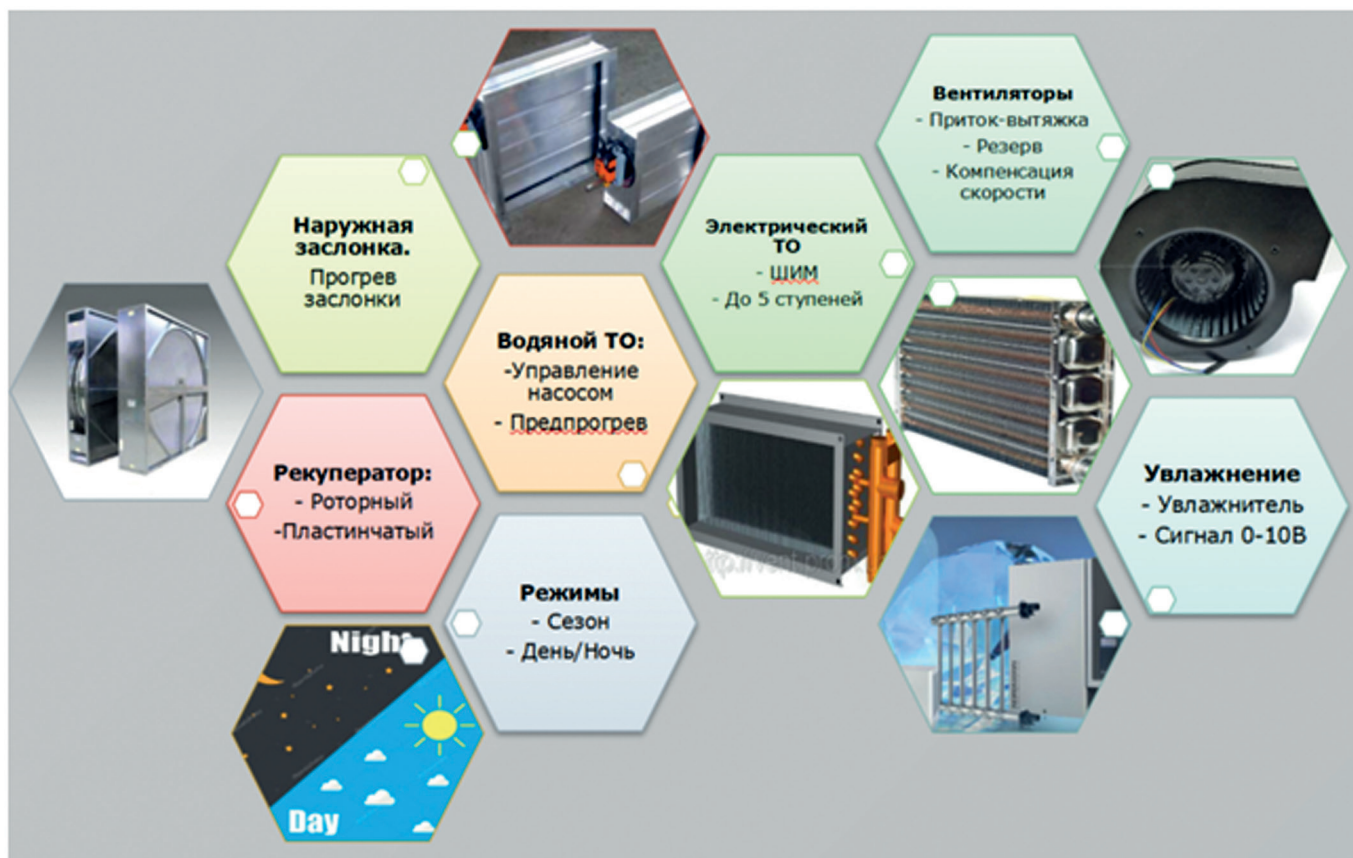 Вентиляторы
- Приток-вытяжка
- Резерв
- Компенсация
скорости
Наружная
заслонка.
Прогрев
заслонки
Электрический
ТО
- ШИМ
- До 5 ступеней
Водяной ТО:
-Управление
насосом
- Предпрогрев
Рекуператор:
- Роторный
-Пластинчатый
Увлажнение
- Увлажнитель
- Сигнал 0-10В
Режимы
- Сезон
- День/Ночь
Night
Day